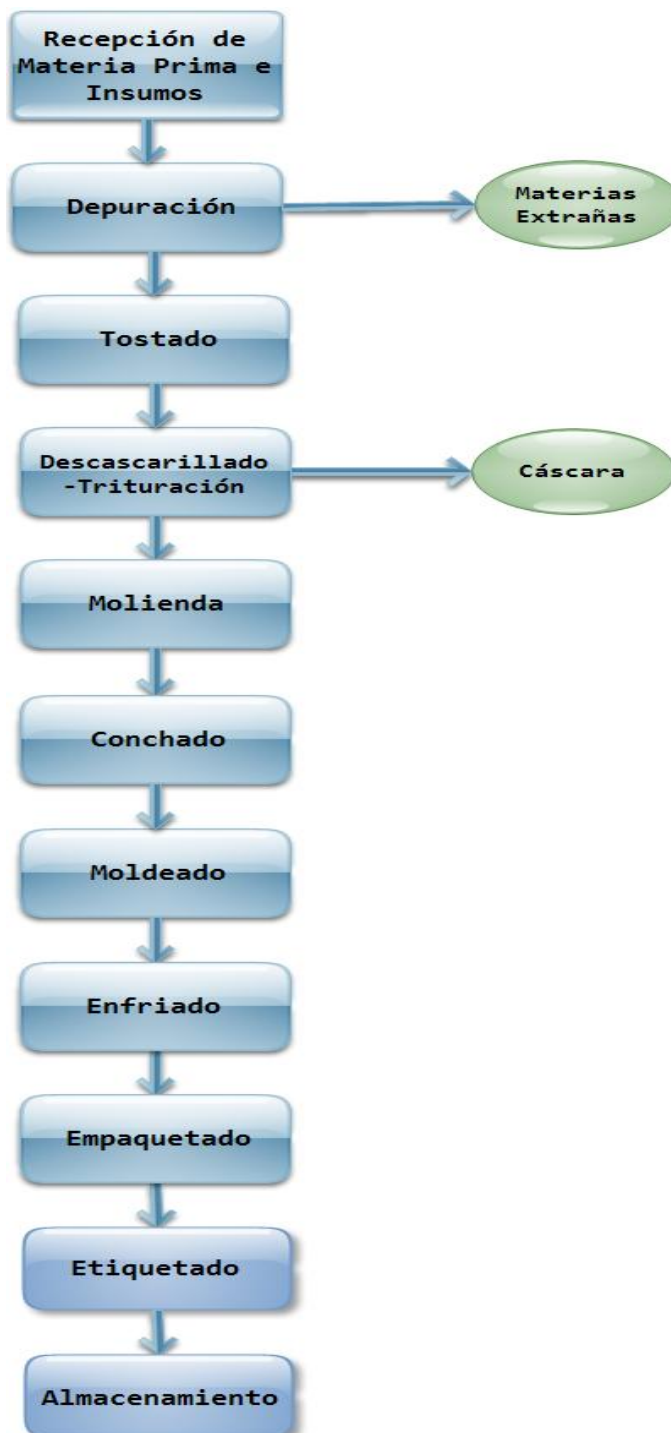 Recepción de
Materia Prima e
Insumos
Depuración
Materias
Extrañas
Tostado
Descascarillado
-Trituración
Cáscara
Molienda
Conchado
Moldeado
Enfriado
Empaquetado
Etiquetado
Almacenamiento